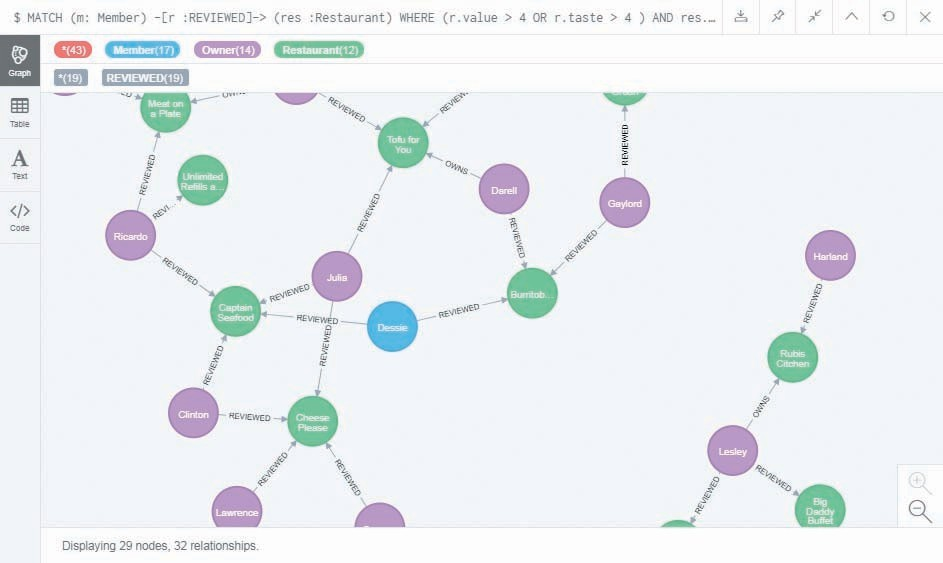 $ MATCH (m: Member) -[r :REVIEWED]-> (res :Restaurant) WHERE (r.value > 4 OR r.taste > 4 ) AND res.…
Graph
Table
A
Text
</>
Code
*(43) Member(17) Owner(14) Restaurant(12)
*(19) REVIEWED(19)
Meat on
a Plate
REVIEWED
REVIEW
Tofu for
You
OWNS
REVIEWED
REVIEWED
Unlimited
Refills a...
REVI...
Darell
Gaylord
REVIEWED
Ricardo
REVIEWED
REVIEWED
REVIEWED
Harland
REVIEWED
Julia
REVIEWED
Captain
Seafood
REVIEWED
Dessie
REVIEWED
Burritob...
REVIEWED
REVIEWED
Rubis
Citchen
REVIEWED
Clinton
REVIEWED
Cheese
Please
OWNS
Lesley
REVIEWED
REVIEWED
REVIEWED
REVIEWED
Lawrence
Big
Daddy
Buffet
Displaying 29 nodes, 32 relationships.